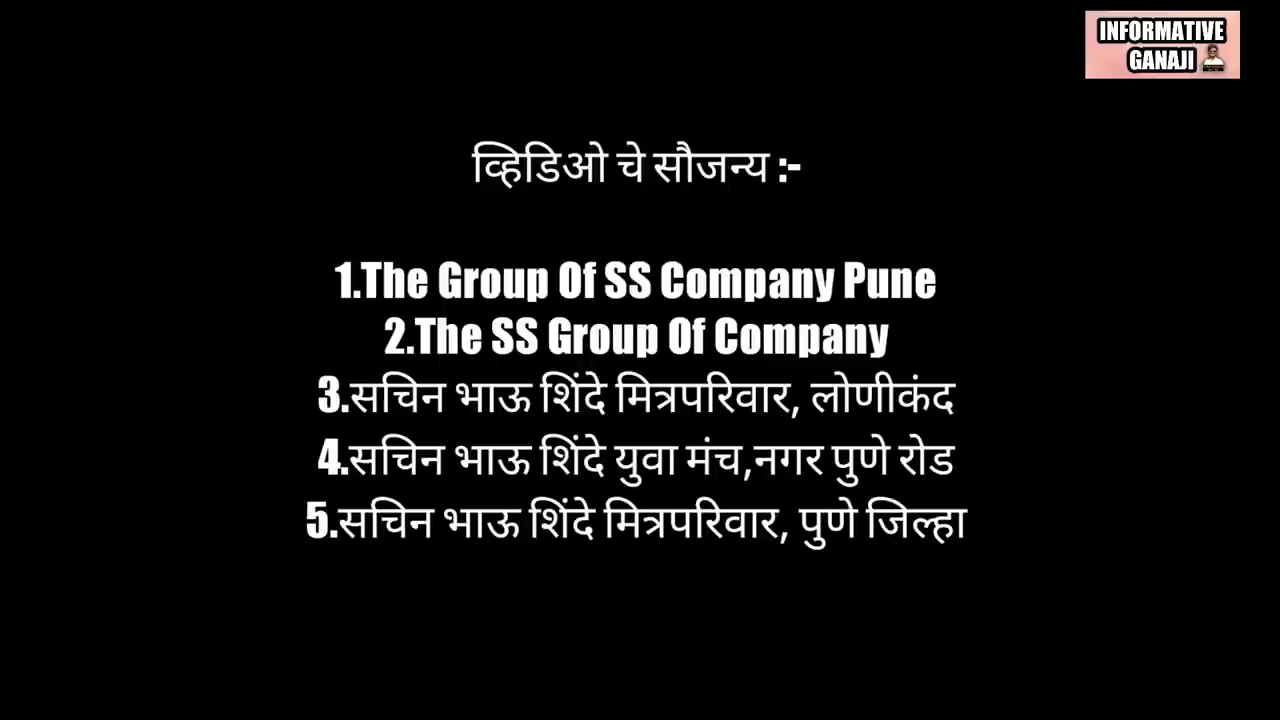 INFORMATIVE
GANAJI
व्हिडिओ चे सौजन्य :-
1.The Group Of SS Company Pune
2.The SS Group Of Company
3.सचिन भाऊ शिंदे मित्रपरिवार, लोणीकंद
4.सचिन भाऊ शिंदे युवा मंच,नगर पुणे रोड
5.सचिन भाऊ शिंदे मित्रपरिवार, पुणे जिल्हा